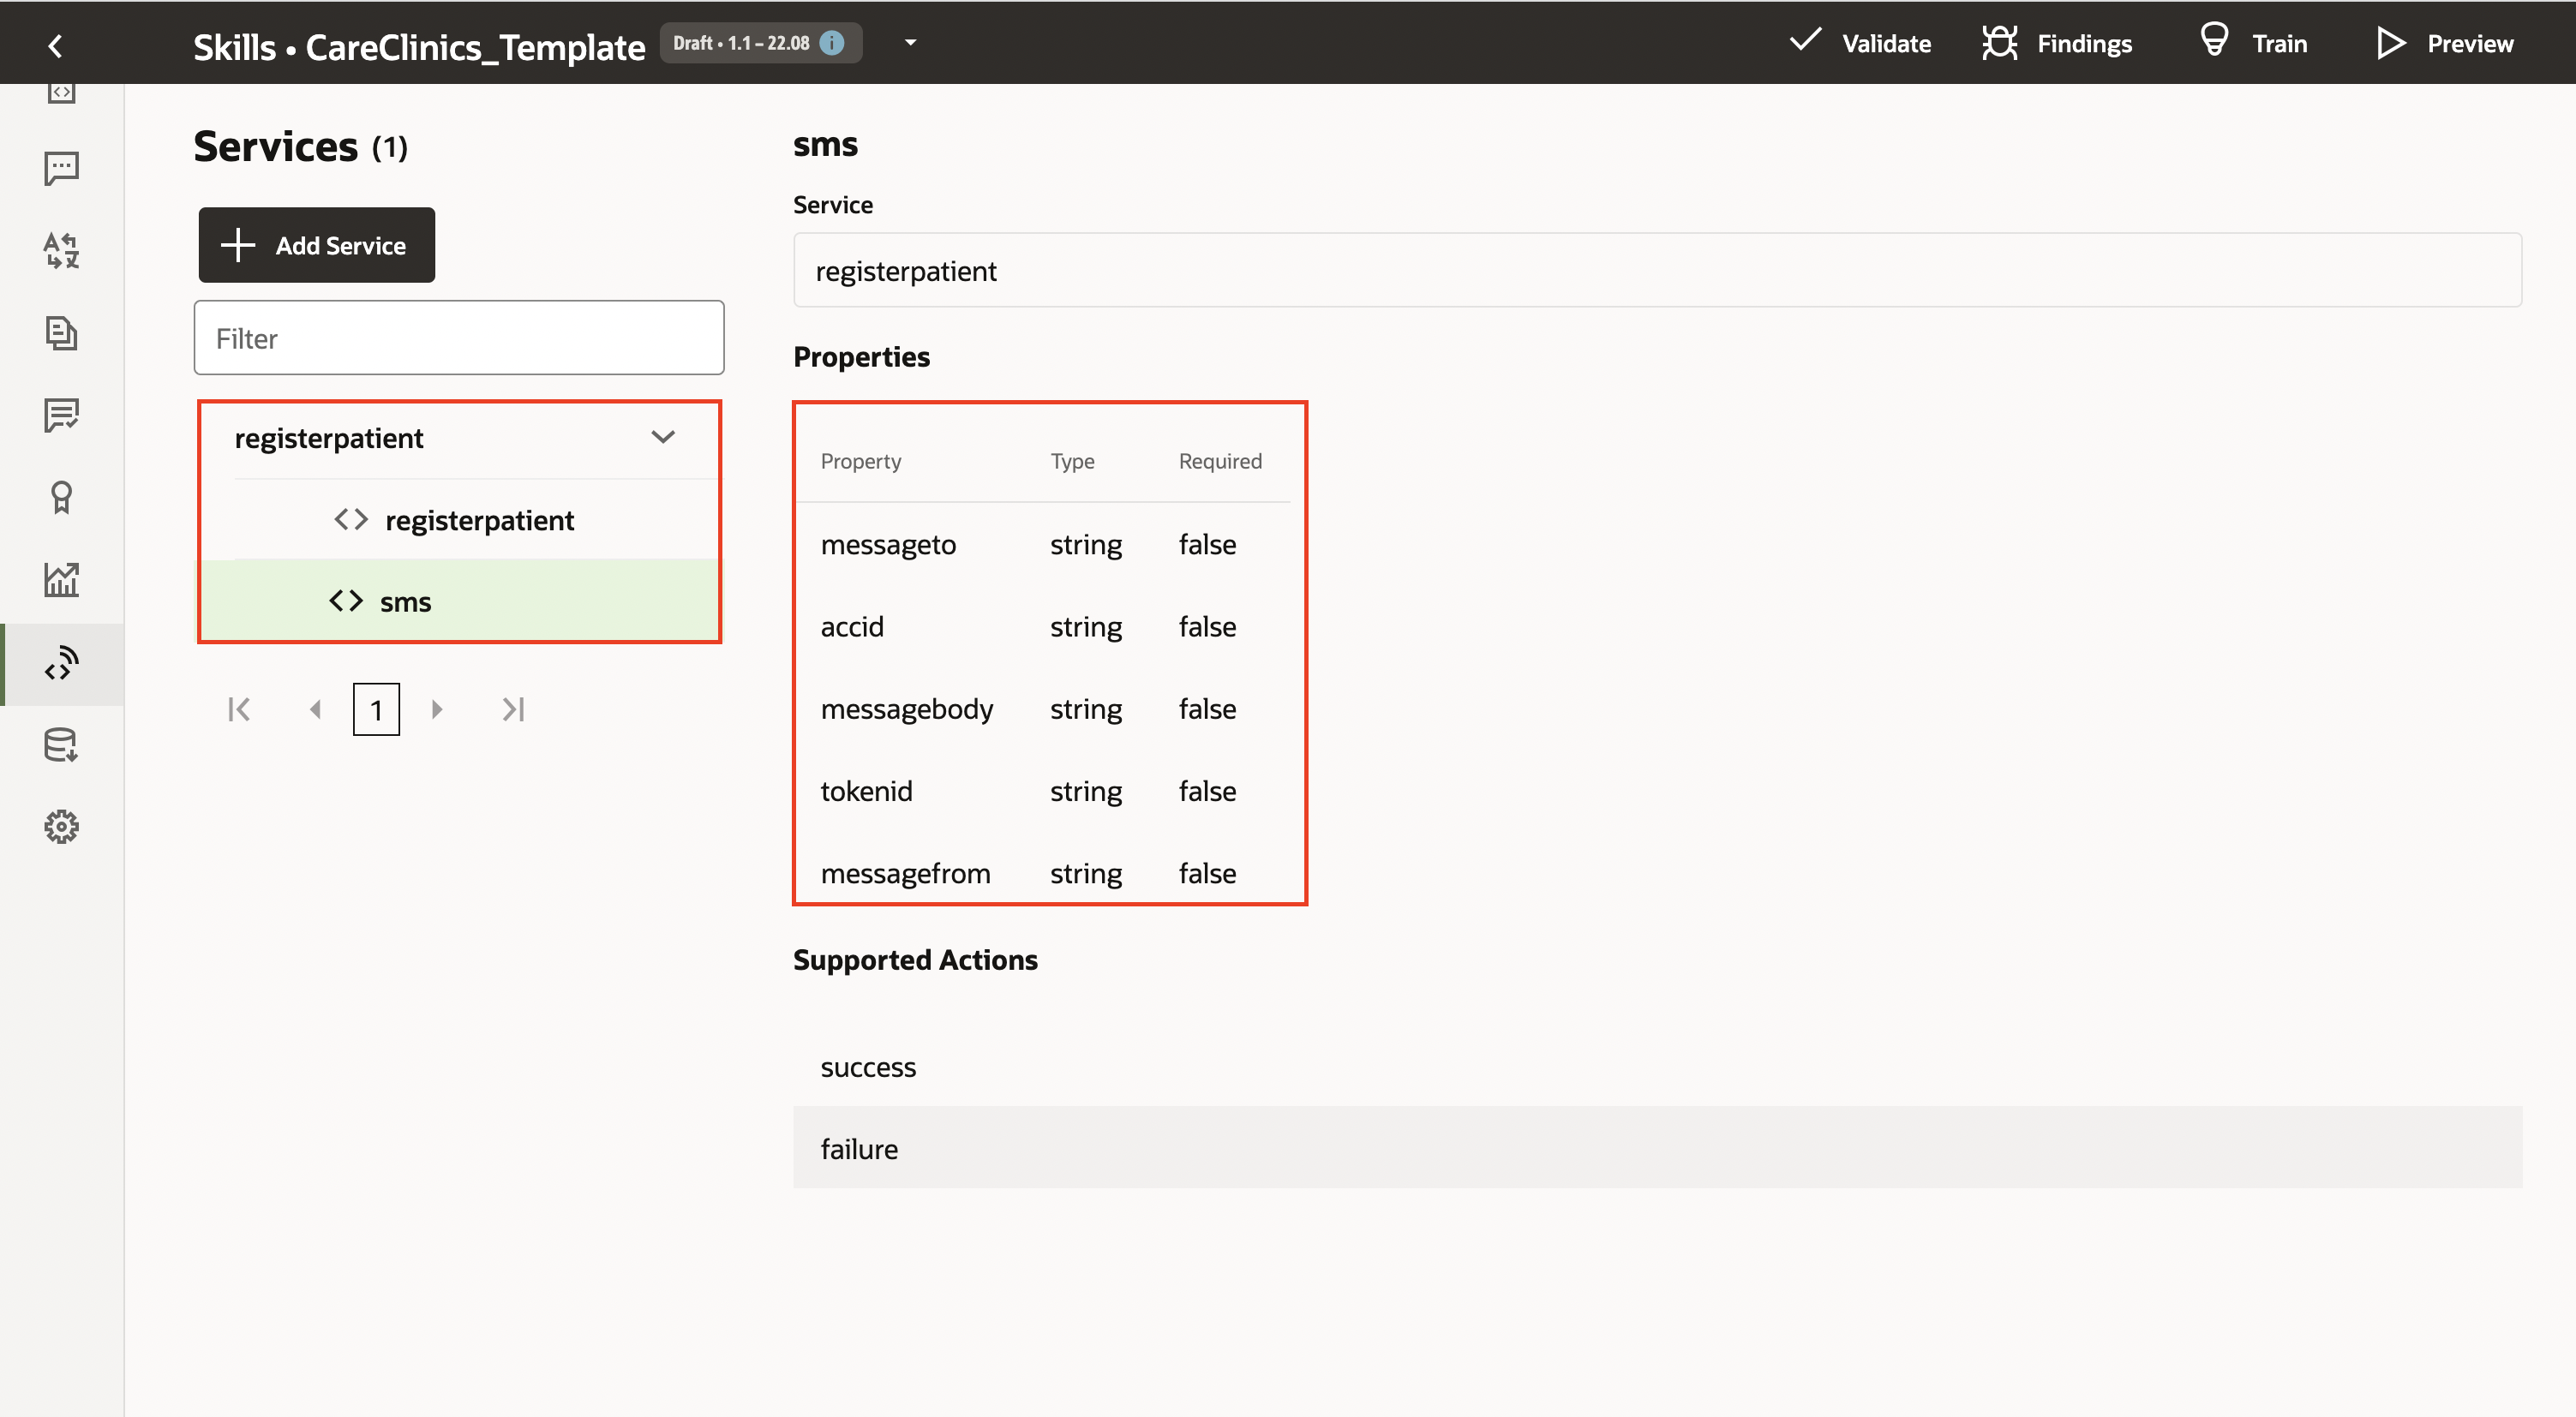 Skills • CareClinics_Template Draft • 1.1 – 22.08 Validate Findings Train Preview
Services (1)
Add Service
Filter
registerpatient
<> registerpatient
<> sms
1
sms
Service
registerpatient
Properties
Property Type Required
messageto string false
accid string false
messagebody string false
tokenid string false
messagefrom string false
Supported Actions
success
failure